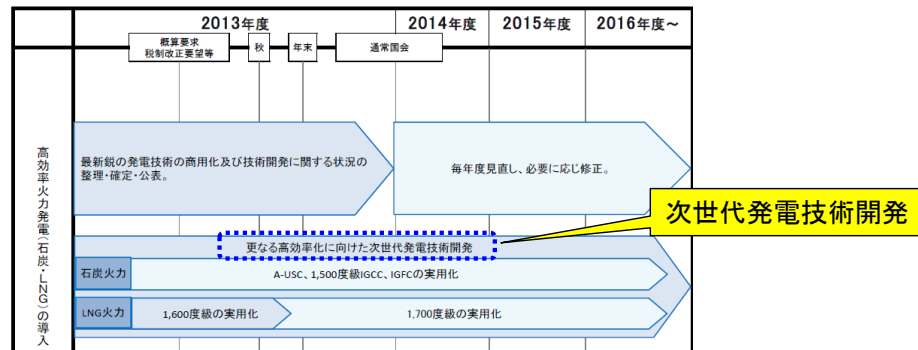 2013年度
2014年度
2015年度
2016年度～
概算要求
税制改正要望等
秋
年末
通常国会
高効率火力発電（石炭・LNG）の導入
最新鋭の発電技術の商用化及び技術開発に関する状況の
整理・確定・公表。
毎年度見直し、必要に応じ修正。
次世代発電技術開発
更なる高効率化に向けた次世代発電技術開発
石炭火力
A-USC、1,500度級IGCC、IGFCの実用化
LNG火力
1,600度級の実用化
1,700度級の実用化